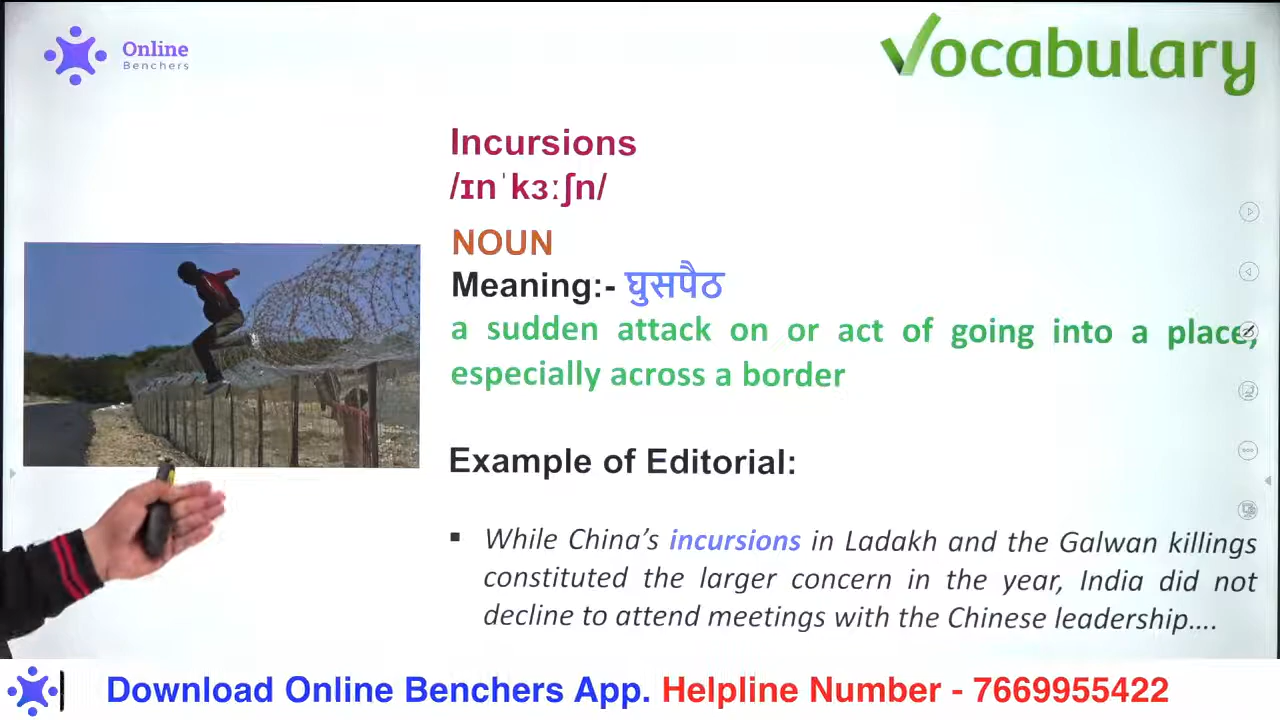 Online
Benchers
Vocabulary
Incursions
/ɪnˈkɜːʃn/
NOUN
Meaning:- घुसपैठ
a sudden attack on or act of going into a place,
especially across a border
Example of Editorial:
▪ While China’s incursions in Ladakh and the Galwan killings
constituted the larger concern in the year, India did not
decline to attend meetings with the Chinese leadership....
Download Online Benchers App. Helpline Number - 7669955422